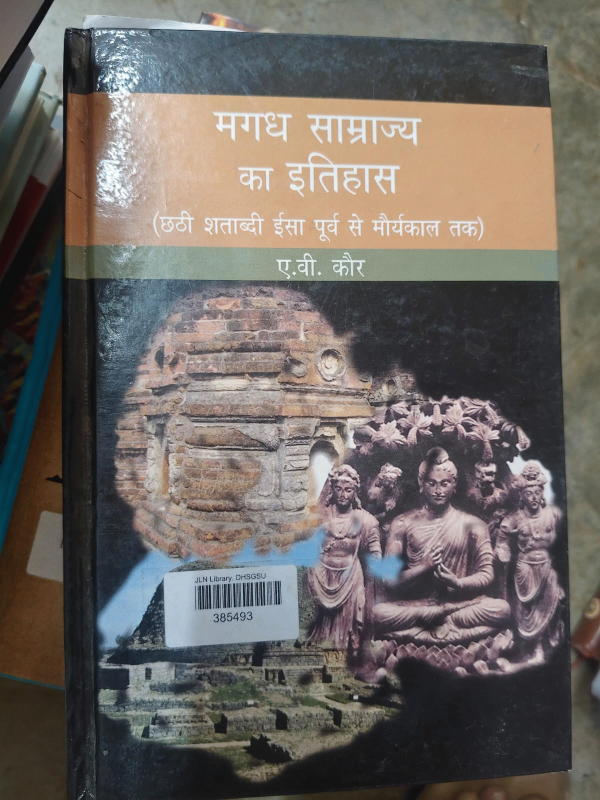 मगध साम्राज्य
का इतिहास
(छठी शताब्दी ईसा पूर्व से मौर्यकाल तक)
ए.वी. कौर
JLN Library, DHSGSU
385493